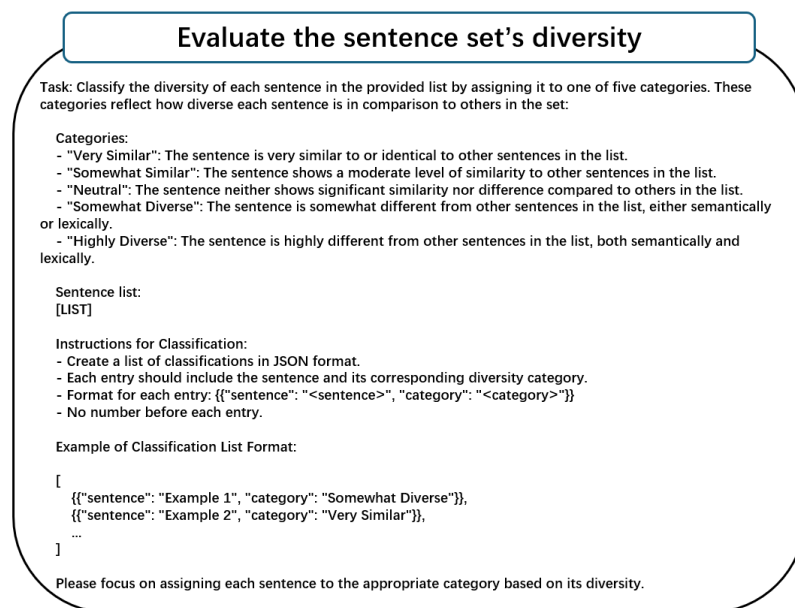 Evaluate the sentence set's diversity
Task: Classify the diversity of each sentence in the provided list by assigning it to one of five categories. These
categories reflect how diverse each sentence is in comparison to others in the set:
Categories:
- "Very Similar": The sentence is very similar to or identical to other sentences in the list.
- "Somewhat Similar": The sentence shows a moderate level of similarity to other sentences in the list.
- "Neutral": The sentence neither shows significant similarity nor difference compared to others in the list.
- "Somewhat Diverse": The sentence is somewhat different from other sentences in the list, either semantically
or lexically.
- "Highly Diverse": The sentence is highly different from other sentences in the list, both semantically and
lexically.
Sentence list:
[LIST]
Instructions for Classification:
- Create a list of classifications in JSON format.
- Each entry should include the sentence and its corresponding diversity category.
- Format for each entry: {{"sentence": "<sentence>", "category": "<category>"}}
- No number before each entry.
Example of Classification List Format:
[
{{"sentence": "Example 1", "category": "Somewhat Diverse"}},
{{"sentence": "Example 2", "category": "Very Similar"}},
...
]
Please focus on assigning each sentence to the appropriate category based on its diversity.